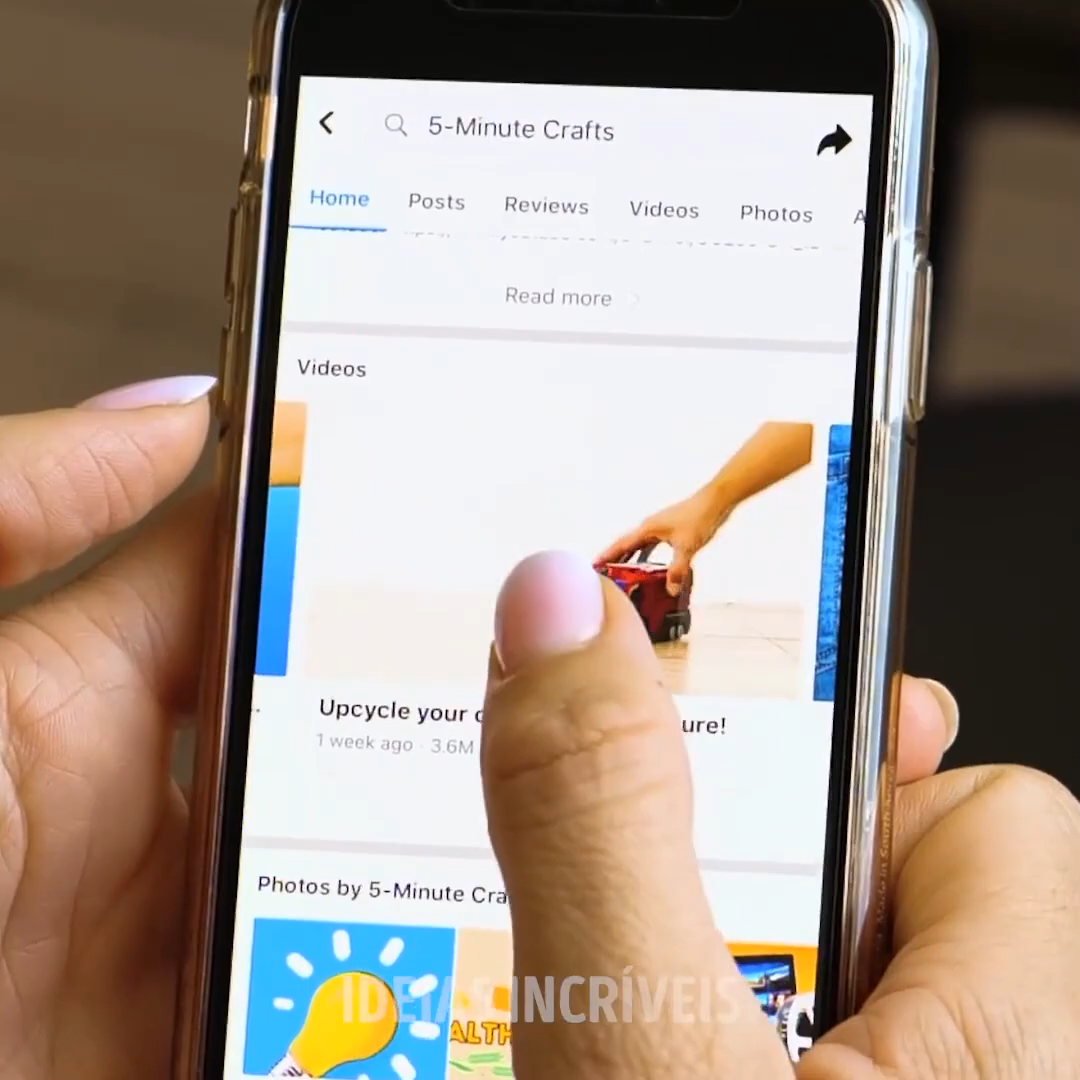 5-Minute Crafts
Home Posts Reviews Videos Photos A
Read more
Videos
Upcycle your ure!
1 week ago · 3.6M
Photos by 5-Minute Cra
IDEIAS INCRÍVEIS
ALTH